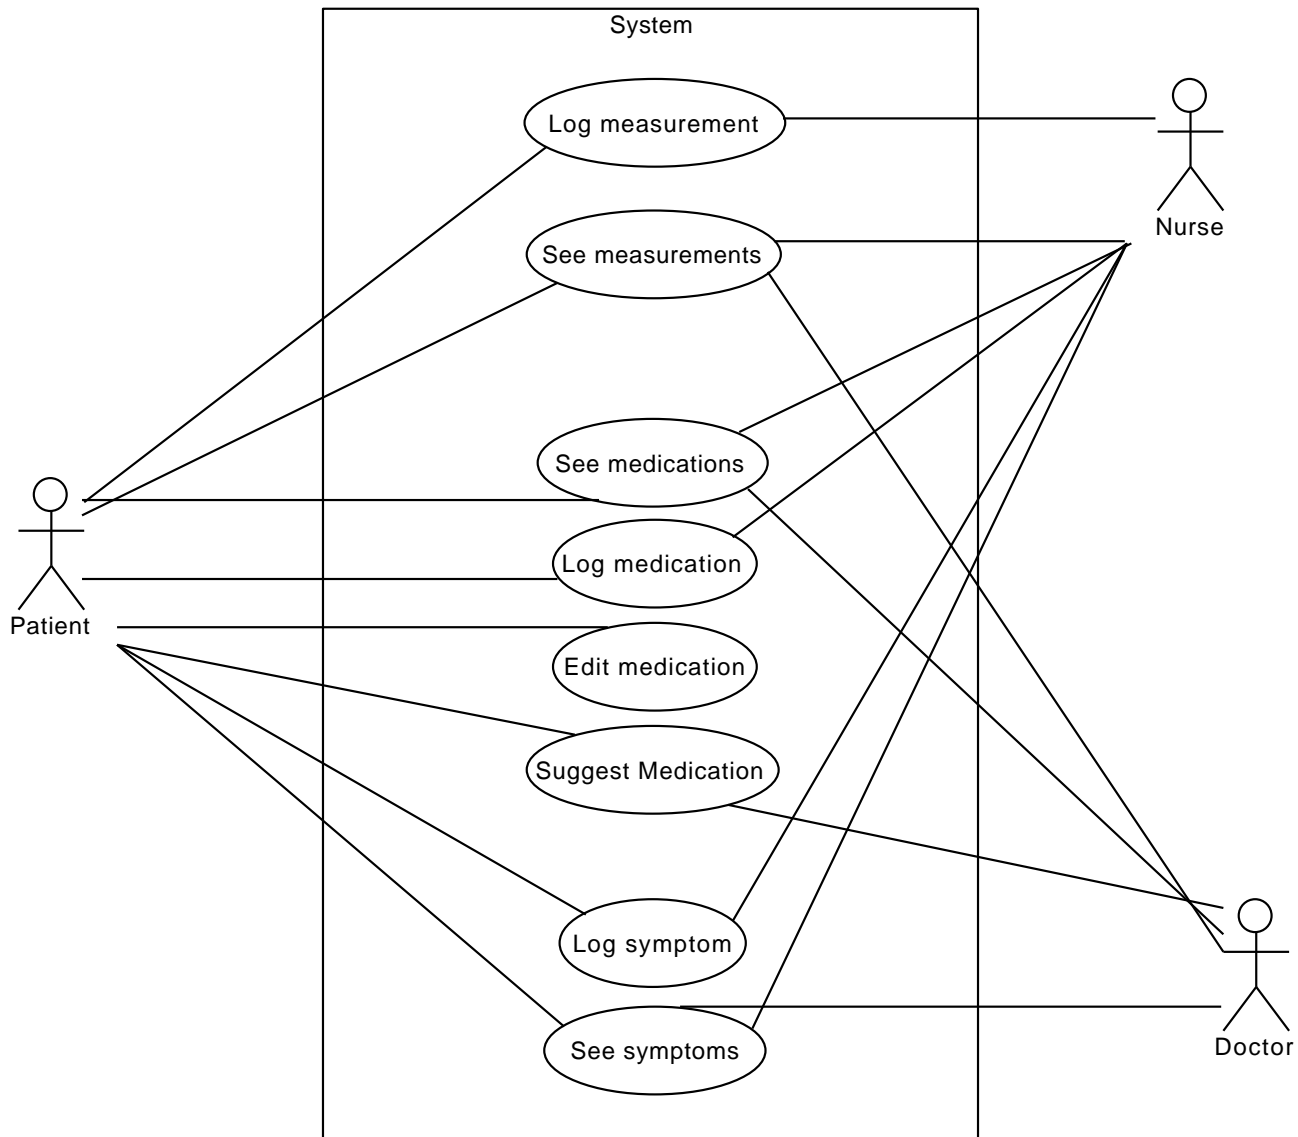 System
Log measurement
Nurse
See measurements
See medications
Log medication
Patient
Edit medication
Suggest Medication
Log symptom
Doctor
See symptoms